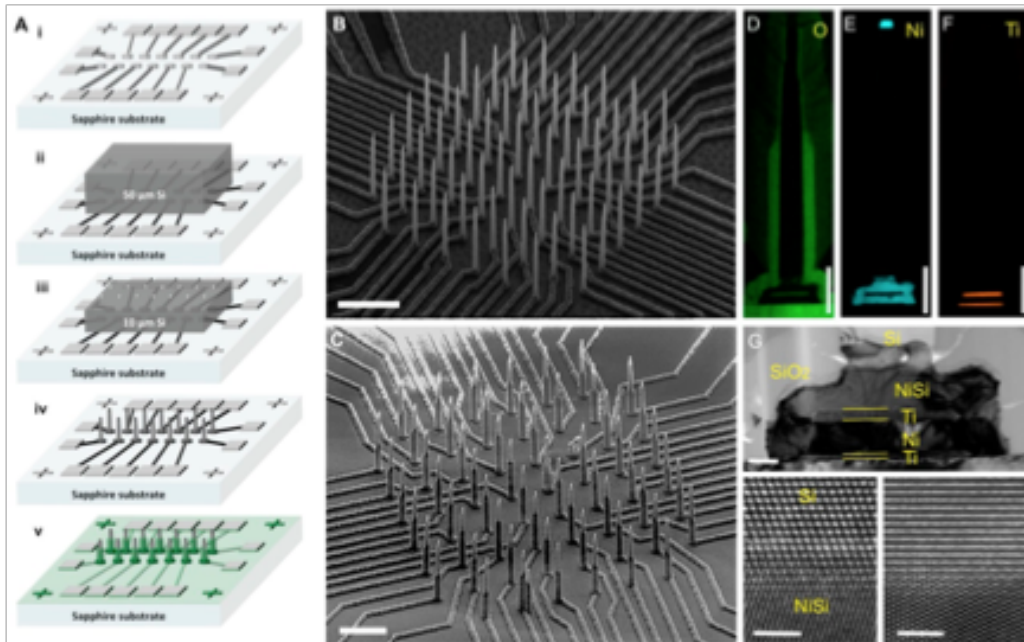 A
i
Sapphire substrate
ii
50 µm Si
Sapphire substrate
iii
10 µm Si
Sapphire substrate
iv
Sapphire substrate
v
Sapphire substrate
B
C
D
O
E
Ni
F
Ti
G
Si
SiO₂
NiSi
Ti
Ni
Ti
Si
NiSi